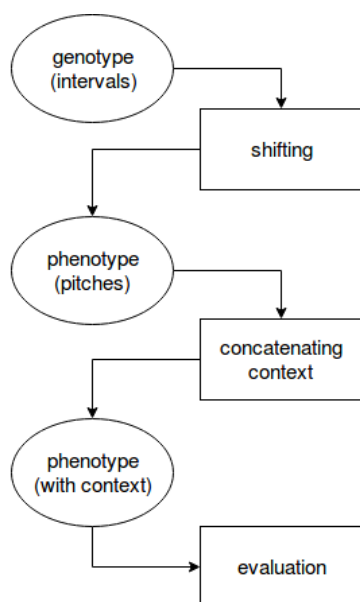 genotype
(intervals)
shifting
phenotype
(pitches)
concatenating
context
phenotype
(with context)
evaluation